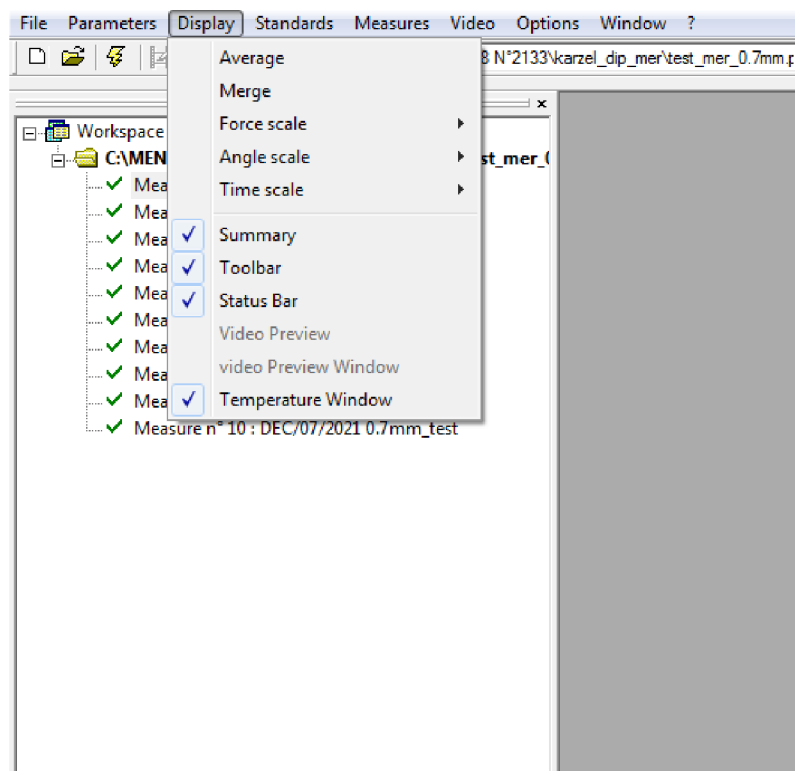 File Parameters Display Standards Measures Video Options Window ?
8 N°2133\karzel_dip_mer\test_mer_0.7mm.p
Average
Merge
Force scale
Angle scale
Time scale
Summary
Toolbar
Status Bar
Video Preview
video Preview Window
Temperature Window
Workspace
C:\MEN st_mer_(
Mea
Mea
Mea
Mea
Mea
Mea
Mea
Mea
Mea
Measure n° 10 : DEC/07/2021 0.7mm_test